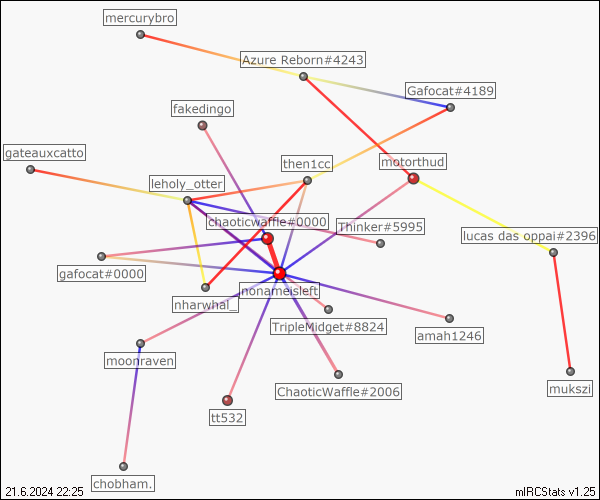 mercurybro
Azure Reborn#4243
Gafocat#4189
fakedingo
gateauxcatto
then1cc
motorthud
leholy_otter
chaoticwaffle#0000
Thinker#5995
lucas das oppai#2396
gafocat#0000
nonameisleft
nharwhal_
TripleMidget#8824
amah1246
moonraven
ChaoticWaffle#2006
mukszi
tt532
chobham.
21.6.2024 22:25
mIRCStats v1.25